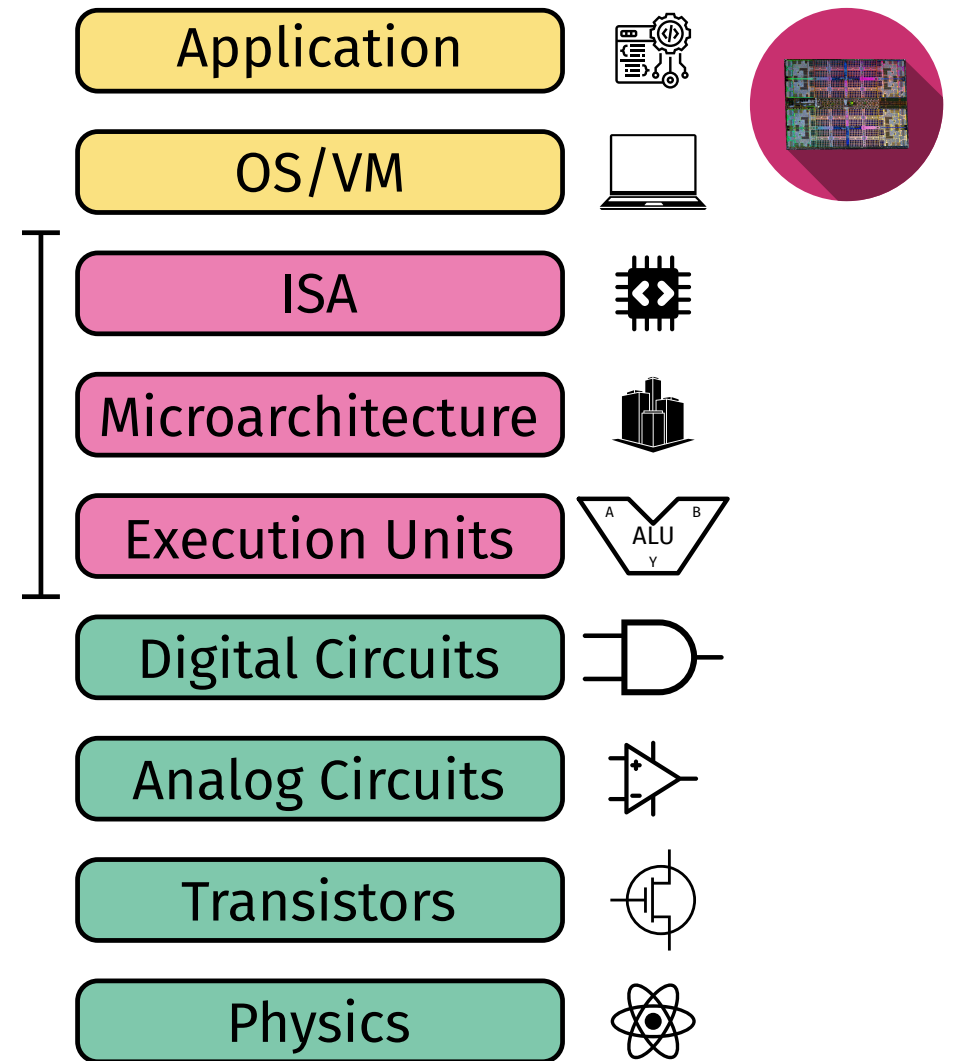 Application
OS/VM
ISA
Microarchitecture
Execution Units
A B
ALU
Y
Digital Circuits
Analog Circuits
Transistors
Physics